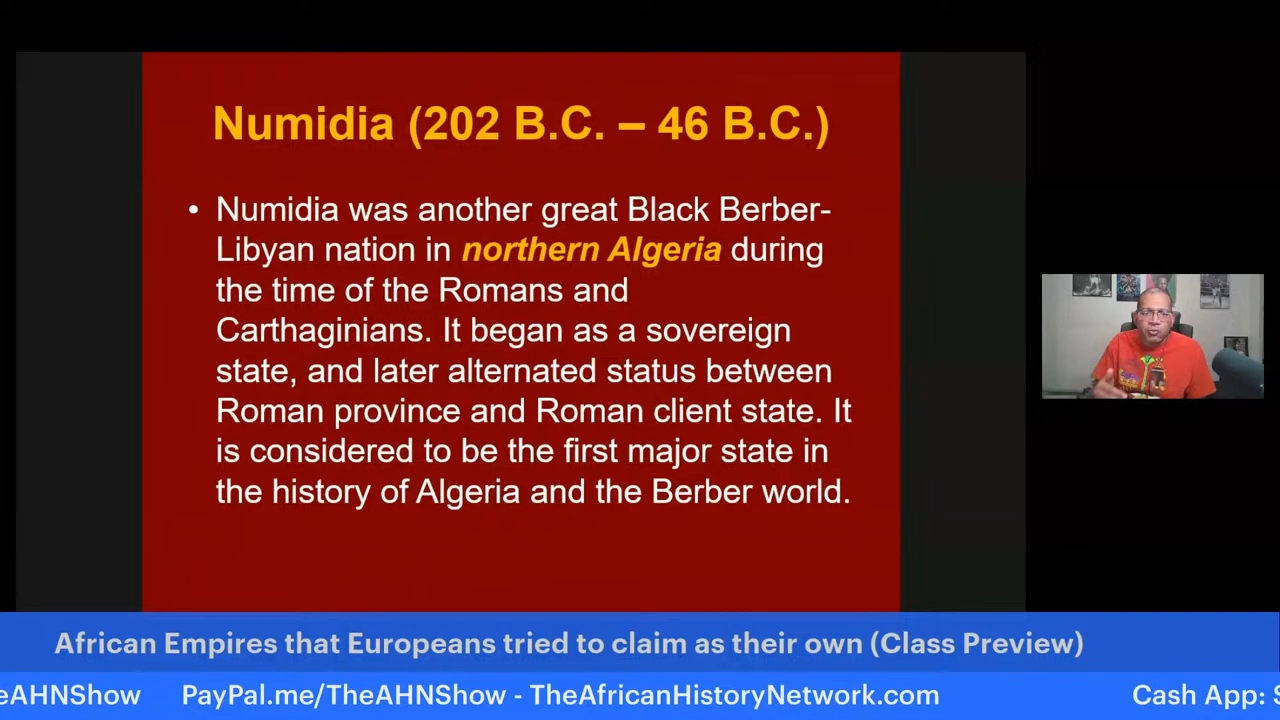 Numidia (202 B.C. – 46 B.C.)
• Numidia was another great Black Berber-
Libyan nation in northern Algeria during
the time of the Romans and
Carthaginians. It began as a sovereign
state, and later alternated status between
Roman province and Roman client state. It
is considered to be the first major state in
the history of Algeria and the Berber world.
African Empires that Europeans tried to claim as their own (Class Preview)
eAHNShow PayPal.me/TheAHNShow - TheAfricanHistoryNetwork.com Cash App: